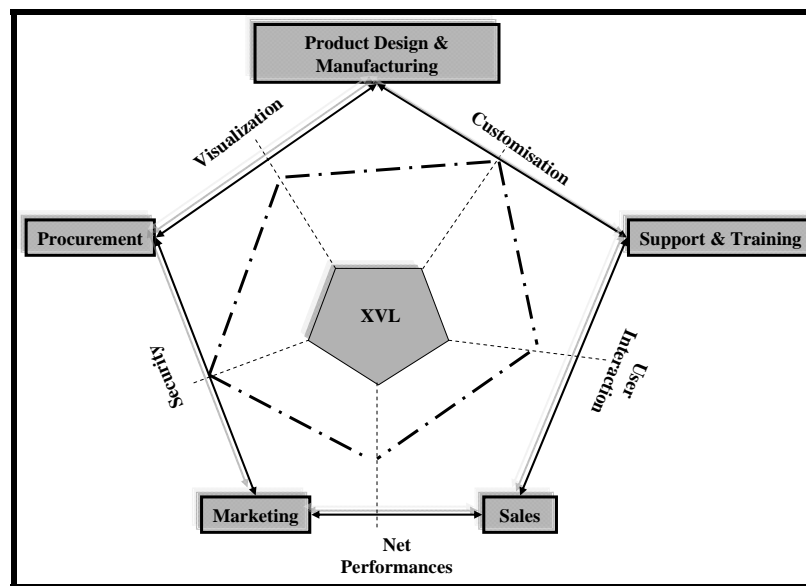 Product Design &
Manufacturing
Visualization
Customisation
Procurement
Support & Training
XVL
Security
User
Interaction
Marketing
Sales
Net
Performances